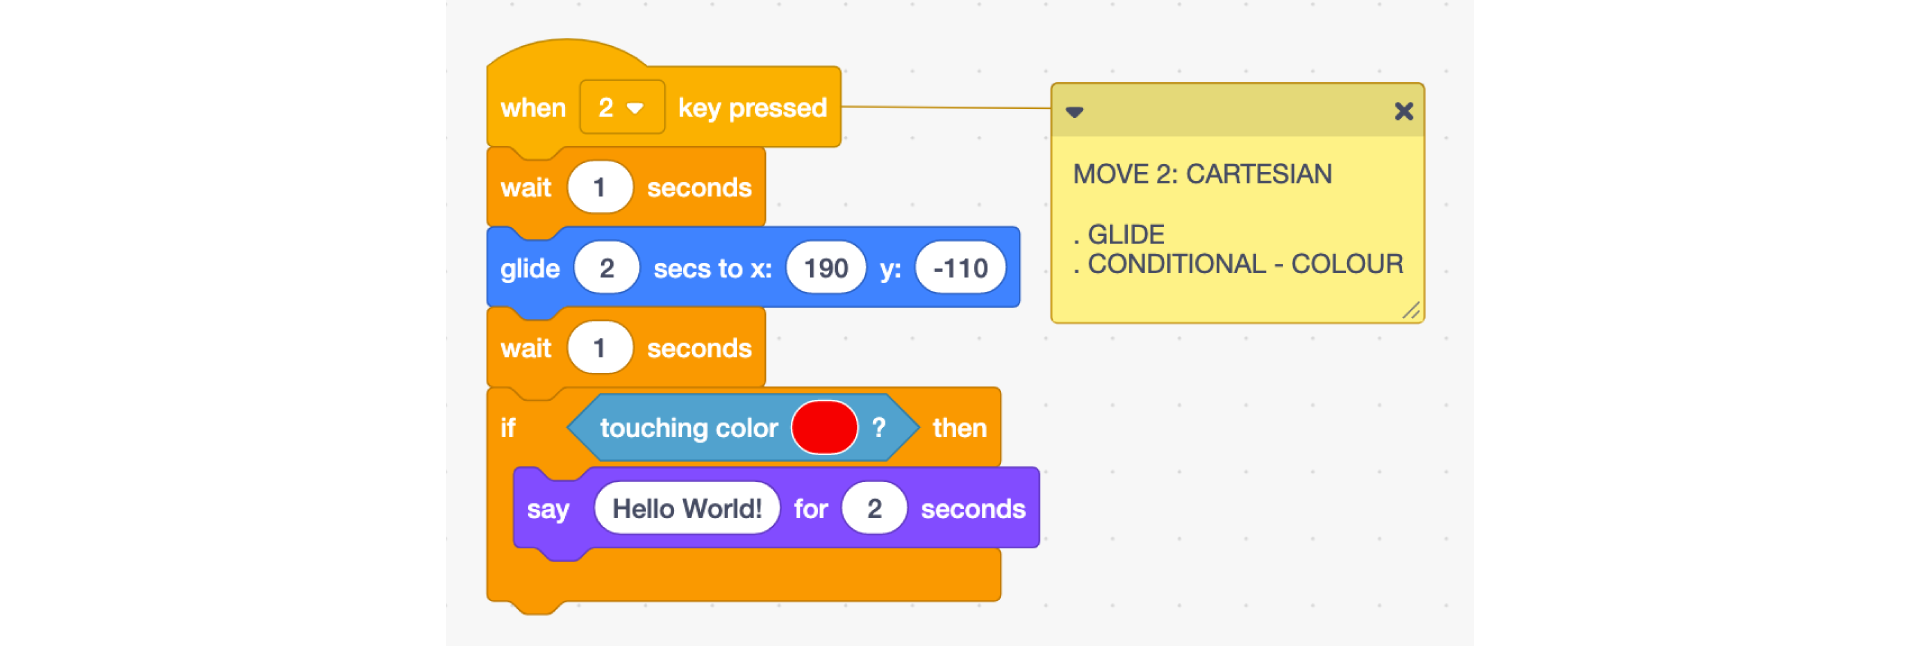 when 2 key pressed
wait 1 seconds
glide 2 secs to x: 190 y: -110
wait 1 seconds
if touching color ? then
say Hello World! for 2 seconds
MOVE 2: CARTESIAN
. GLIDE
. CONDITIONAL - COLOUR